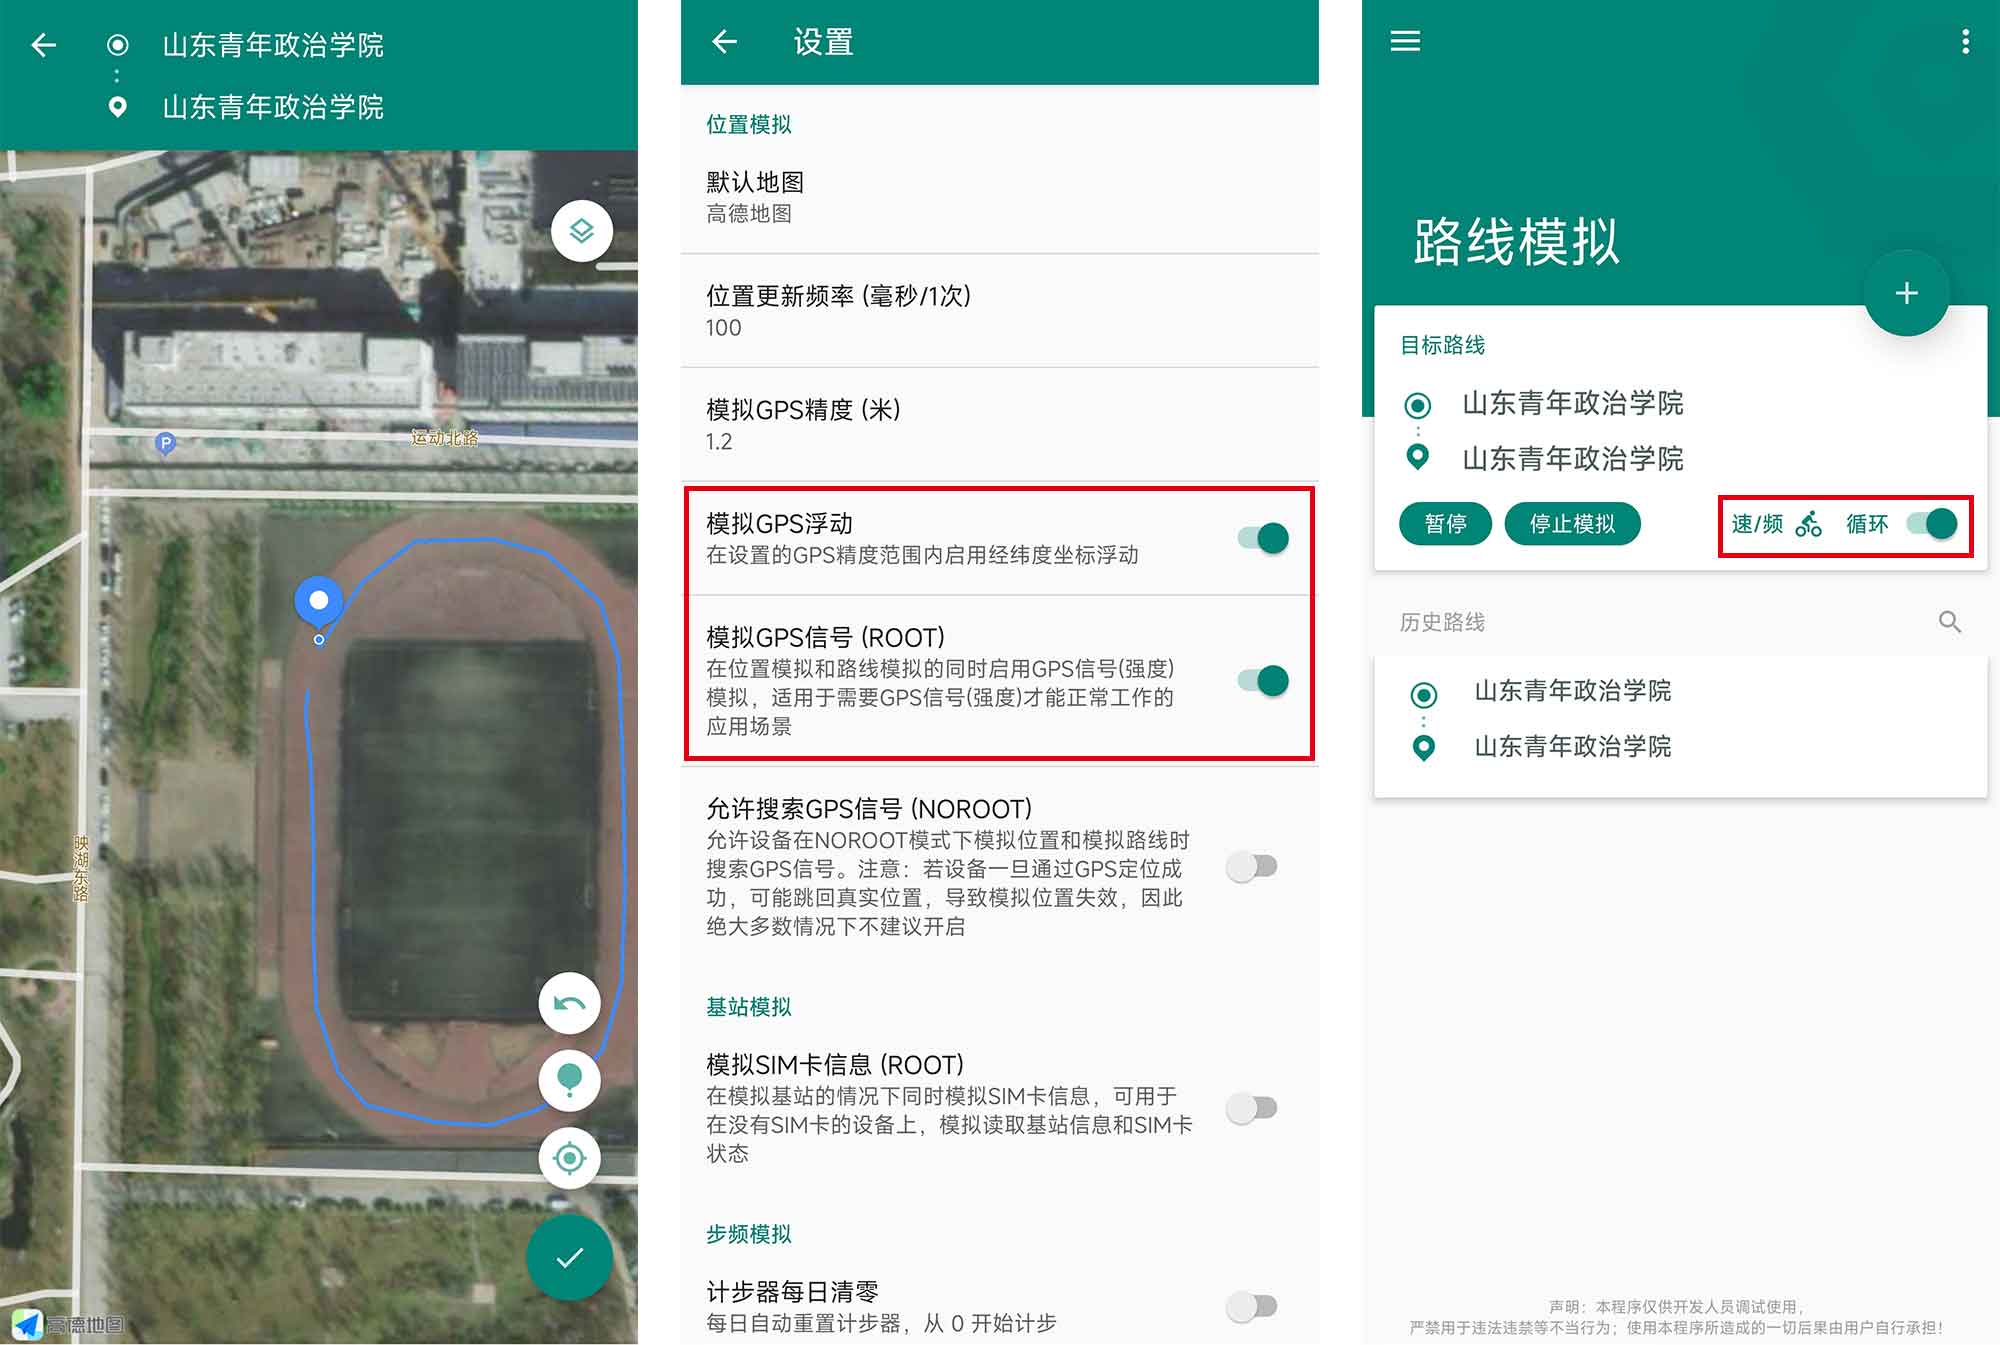 山东青年政治学院
山东青年政治学院
P
运动北路
映湖东路
高德地图
设置
位置模拟
默认地图
高德地图
位置更新频率 (毫秒/1次)
100
模拟GPS精度 (米)
1.2
模拟GPS浮动
在设置的GPS精度范围内启用经纬度坐标浮动
模拟GPS信号 (ROOT)
在位置模拟和路线模拟的同时启用GPS信号(强度)
模拟，适用于需要GPS信号(强度)才能正常工作的
应用场景
允许搜索GPS信号 (NOROOT)
允许设备在NOROOT模式下模拟位置和模拟路线时
搜索GPS信号。注意：若设备一旦通过GPS定位成
功，可能跳回真实位置，导致模拟位置失效，因此
绝大多数情况下不建议开启
基站模拟
模拟SIM卡信息 (ROOT)
在模拟基站的情况下同时模拟SIM卡信息，可用于
在没有SIM卡的设备上，模拟读取基站信息和SIM卡
状态
步频模拟
计步器每日清零
每日自动重置计步器，从 0 开始计步
路线模拟
目标路线
山东青年政治学院
山东青年政治学院
暂停 停止模拟 速/频 循环
历史路线
山东青年政治学院
山东青年政治学院
声明：本程序仅供开发人员调试使用，
严禁用于违法违禁等不当行为；使用本程序所造成的一切后果由用户自行承担！